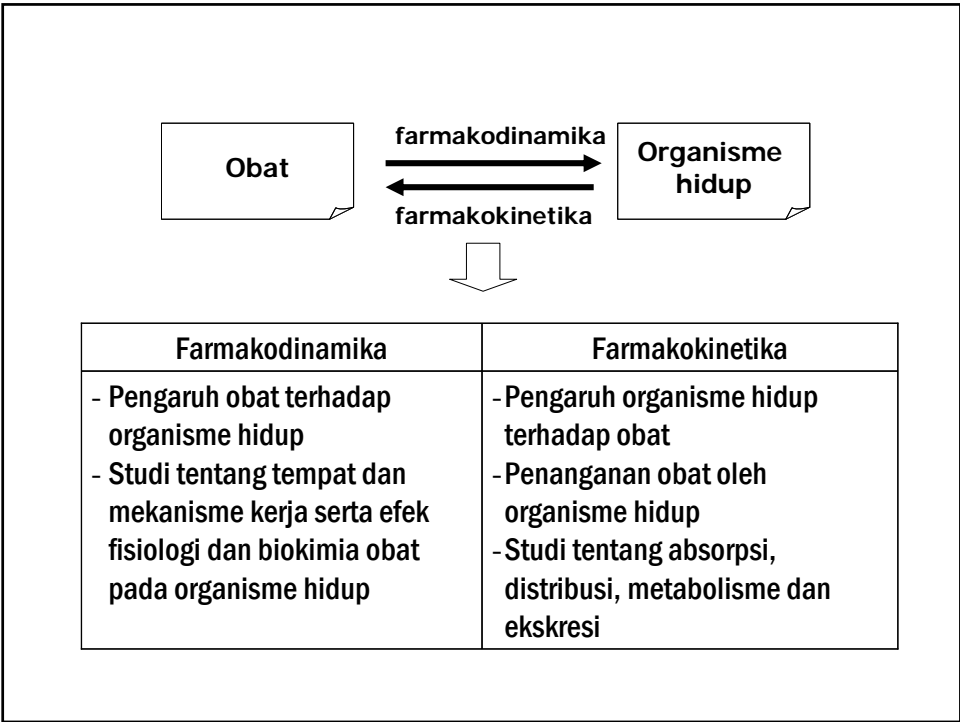 farmakodinamika
Obat
Organisme
hidup
farmakokinetika
Farmakodinamika
- Pengaruh obat terhadap
organisme hidup
- Studi tentang tempat dan
mekanisme kerja serta efek
fisiologi dan biokimia obat
pada organisme hidup
Farmakokinetika
-Pengaruh organisme hidup
terhadap obat
-Penanganan obat oleh
organisme hidup
-Studi tentang absorpsi,
distribusi, metabolisme dan
ekskresi